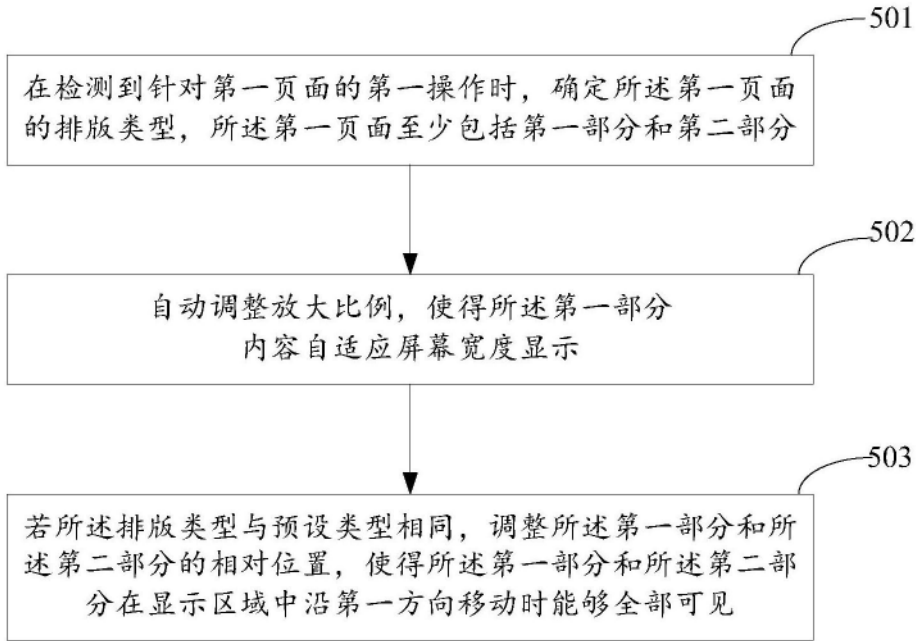 501
在检测到针对第一页面的第一操作时，确定所述第一页面
的排版类型，所述第一页面至少包括第一部分和第二部分
502
自动调整放大比例，使得所述第一部分
内容自适应屏幕宽度显示
503
若所述排版类型与预设类型相同，调整所述第一部分和所
述第二部分的相对位置，使得所述第一部分和所述第二部
分在显示区域中沿第一方向移动时能够全部可见